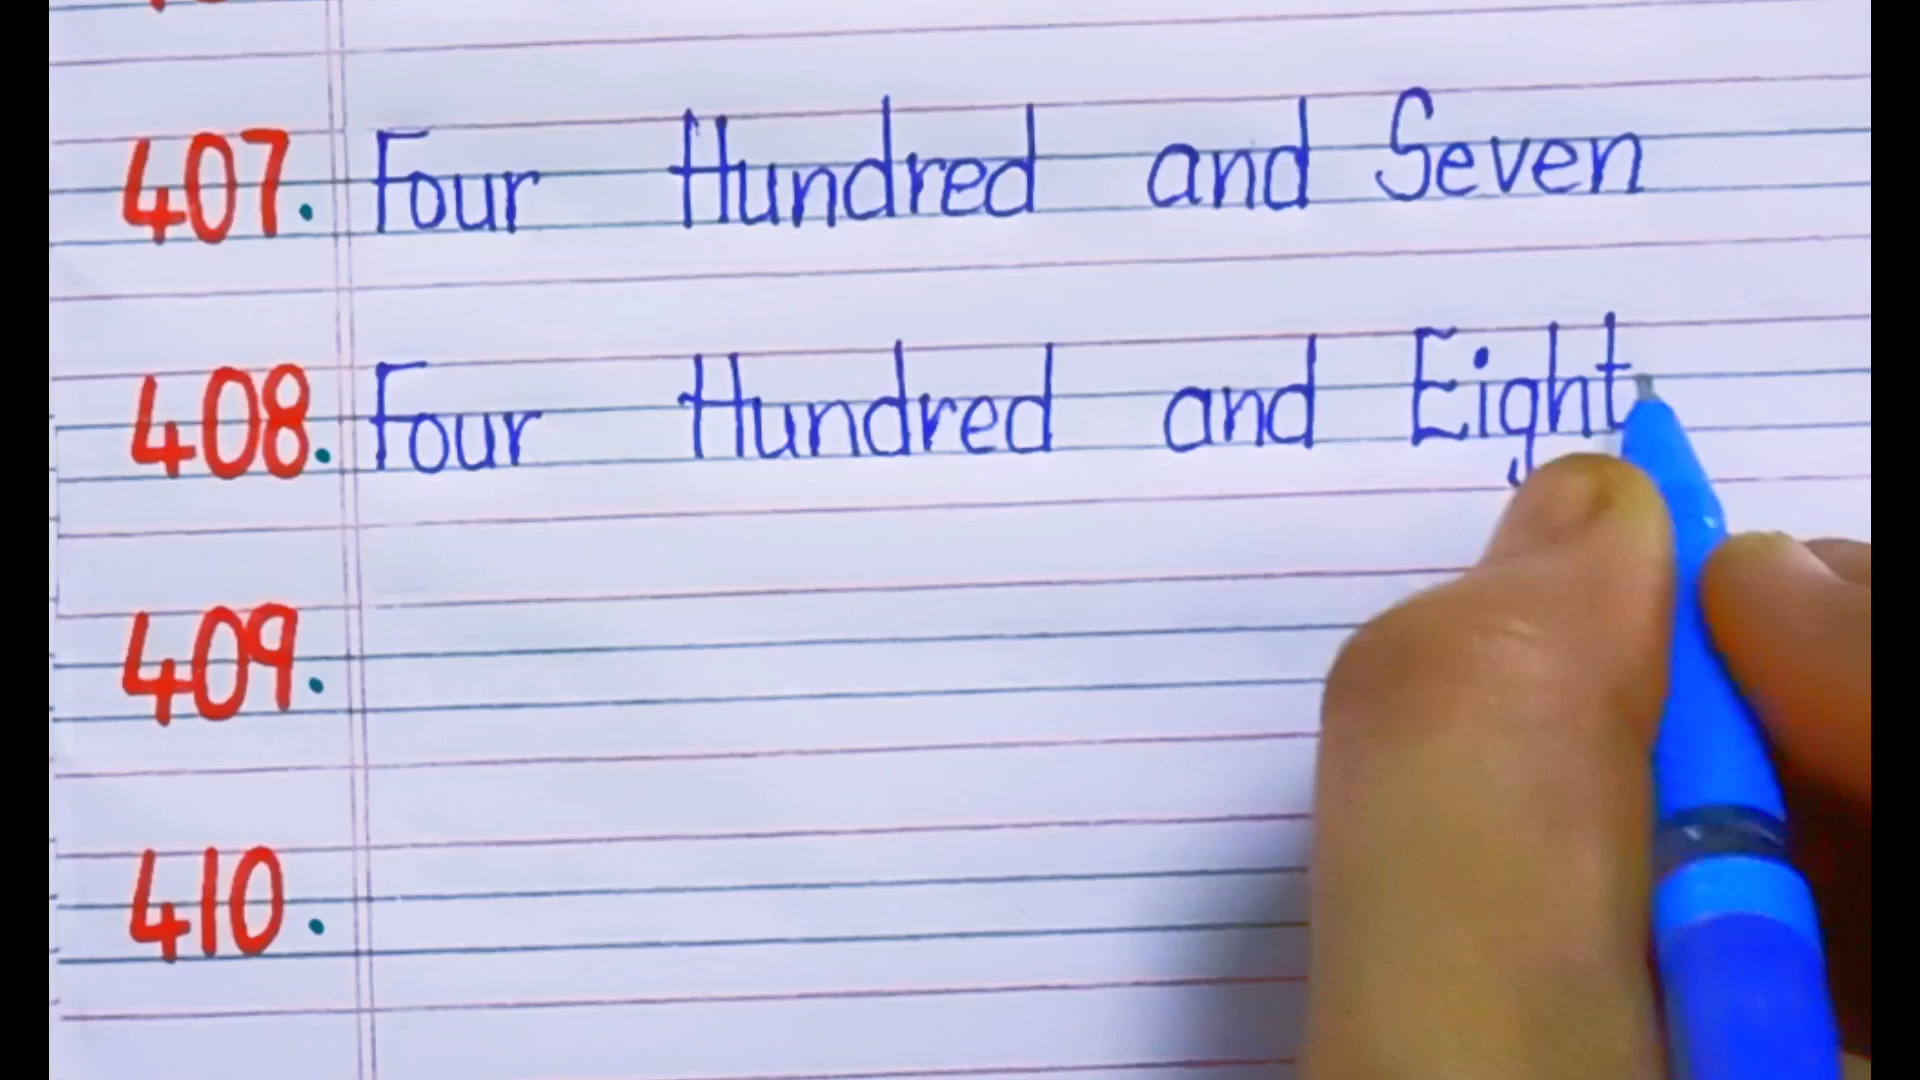 407. Four Hundred and Seven
408. Four Hundred and Eight
409.
410.